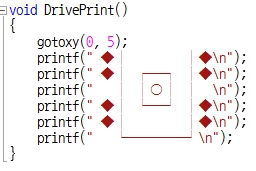 void DrivePrint()
{
gotoxy(0, 5);
printf(" ◆│          │◆\n");
printf(" ◆│  ┌──┐  │◆\n");
printf("   │  │○│  │  \n");
printf(" ◆│  └──┘  │◆\n");
printf(" ◆│          │◆\n");
printf("   └─────┘ \n");
}